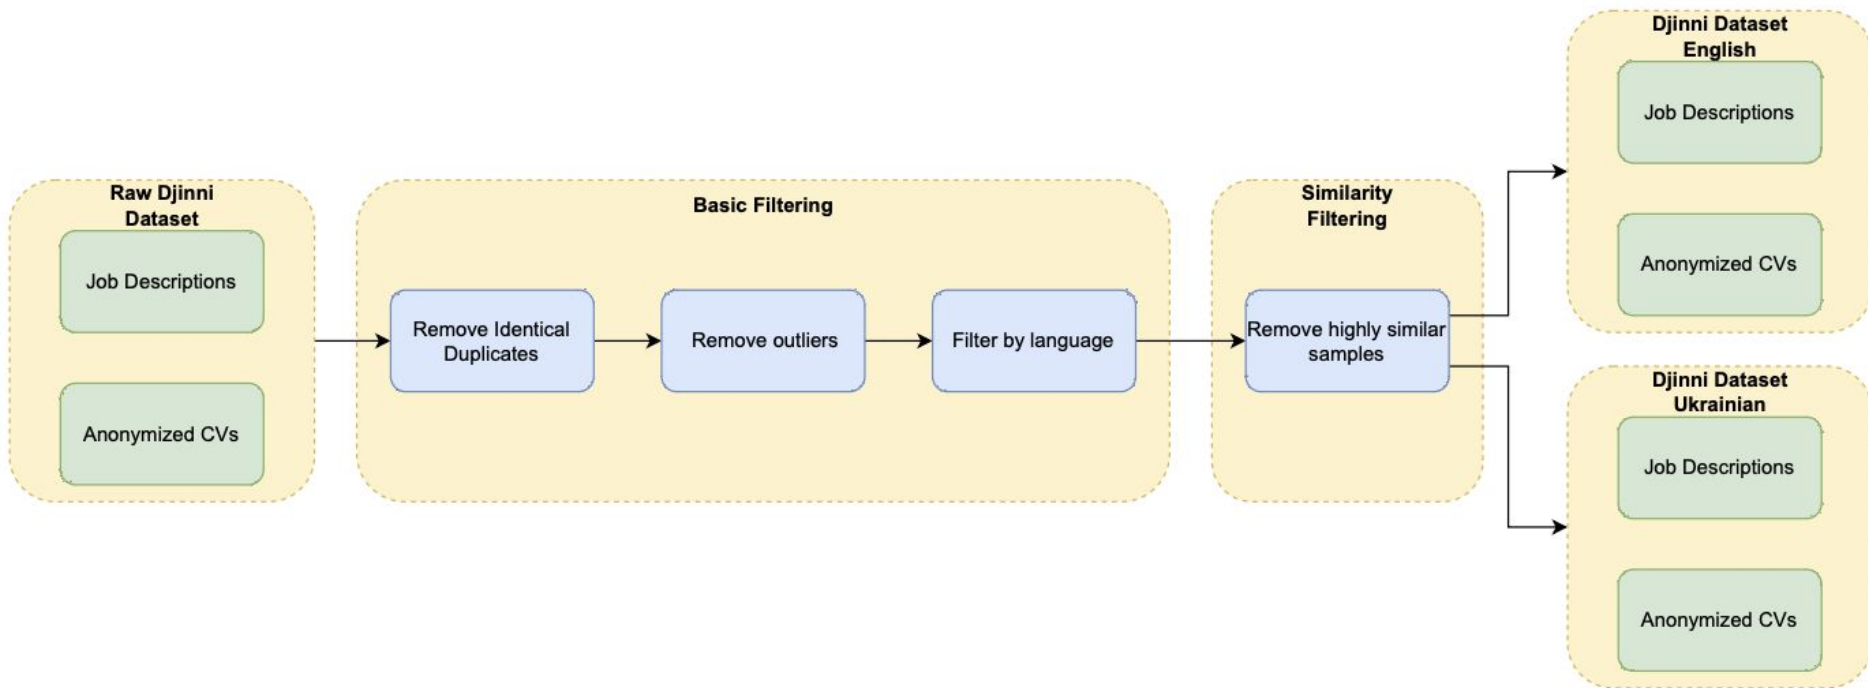 Raw Djinni
Dataset
Job Descriptions
Anonymized CVs
Basic Filtering
Remove Identical
Duplicates
Remove outliers
Filter by language
Similarity
Filtering
Remove highly similar
samples
Djinni Dataset
English
Job Descriptions
Anonymized CVs
Djinni Dataset
Ukrainian
Job Descriptions
Anonymized CVs